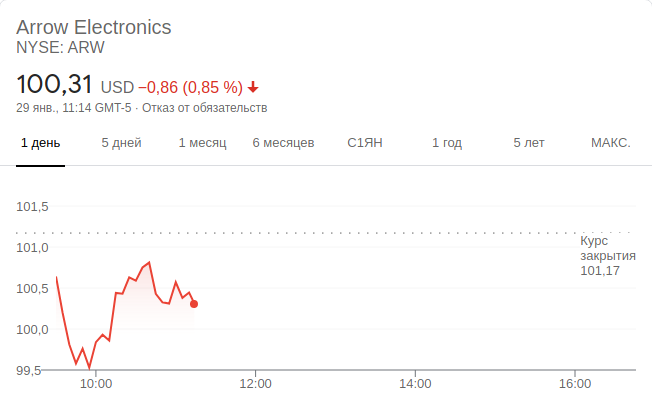 Arrow Electronics
NYSE: ARW
100,31 USD −0,86 (0,85 %)
29 янв., 11:14 GMT-5 · Отказ от обязательств
1 день 5 дней 1 месяц 6 месяцев С1ЯН 1 год 5 лет МАКС.
101,5
Курс
101,0
закрытия
101,17
100,5
100,0
99,5
10:00 12:00 14:00 16:00